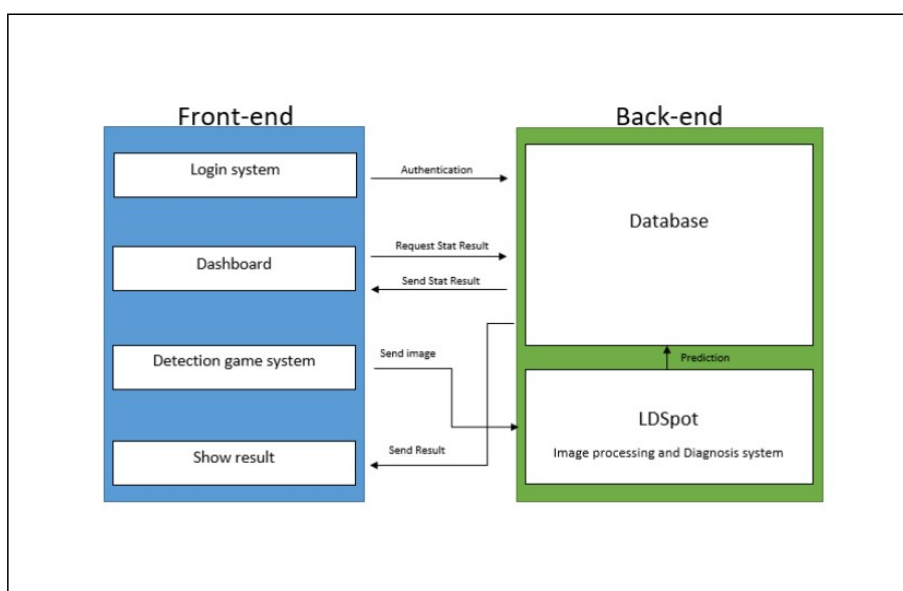 Front-end
Back-end
Login system
Authentication
Database
Dashboard
Request Stat Result
Send Stat Result
Detection game system
Send image
Prediction
LDSpot
Image processing and Diagnosis system
Show result
Send Result